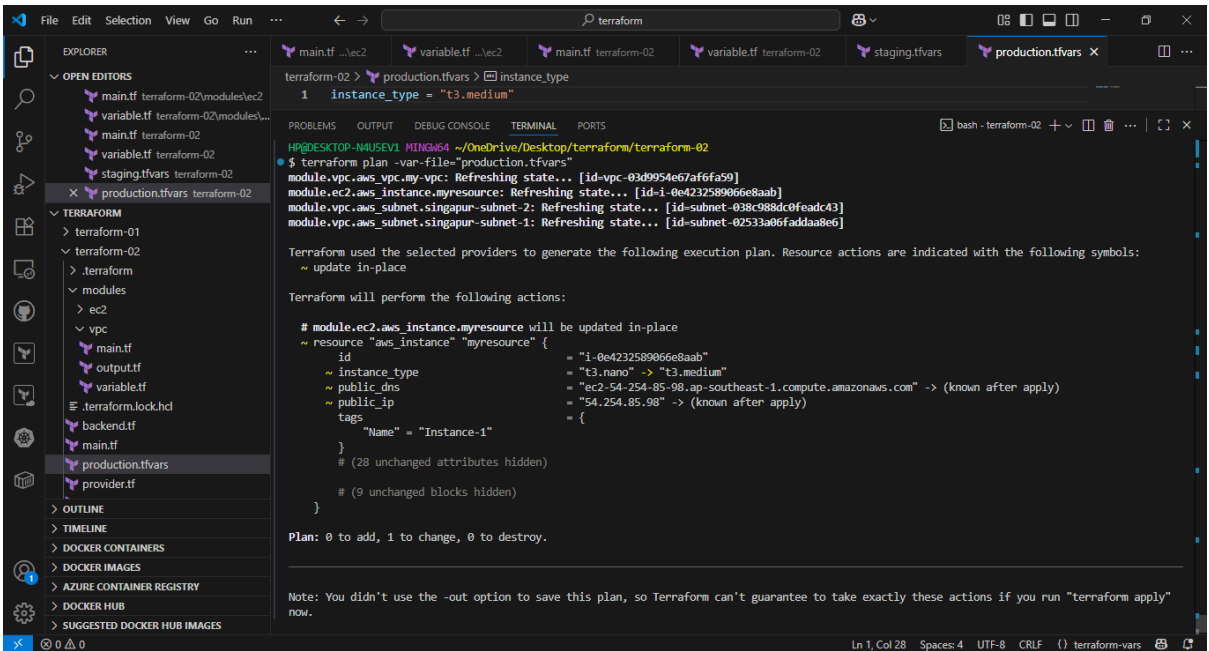 File Edit Selection View Go Run ...
terraform
EXPLORER
OPEN EDITORS
main.tf terraform-02\modules\ec2
variable.tf terraform-02\modules\...
main.tf terraform-02
variable.tf terraform-02
staging.tfvars terraform-02
production.tfvars terraform-02
TERRAFORM
terraform-01
terraform-02
.terraform
modules
ec2
vpc
main.tf
output.tf
variable.tf
.terraform.lock.hcl
backend.tf
main.tf
production.tfvars
provider.tf
OUTLINE
TIMELINE
DOCKER CONTAINERS
DOCKER IMAGES
AZURE CONTAINER REGISTRY
DOCKER HUB
SUGGESTED DOCKER HUB IMAGES
1
main.tf ...\ec2 variable.tf ...\ec2 main.tf terraform-02 variable.tf terraform-02 staging.tfvars production.tfvars
terraform-02 > production.tfvars > instance_type
1 instance_type = "t3.medium"
PROBLEMS OUTPUT DEBUG CONSOLE TERMINAL PORTS bash - terraform-02
HP@DESKTOP-N4U5EV1 MINGW64 ~/OneDrive/Desktop/terraform/terraform-02
$ terraform plan -var-file="production.tfvars"
module.vpc.aws_vpc.my-vpc: Refreshing state... [id=vpc-03d9954e67af6fa59]
module.ec2.aws_instance.myresource: Refreshing state... [id=i-0e4232589066e8aab]
module.vpc.aws_subnet.singapur-subnet-2: Refreshing state... [id=subnet-038c988dc0feadc43]
module.vpc.aws_subnet.singapur-subnet-1: Refreshing state... [id=subnet-02533a06faddaa8e6]
Terraform used the selected providers to generate the following execution plan. Resource actions are indicated with the following symbols:
~ update in-place
Terraform will perform the following actions:
# module.ec2.aws_instance.myresource will be updated in-place
~ resource "aws_instance" "myresource" {
id = "i-0e4232589066e8aab"
~ instance_type = "t3.nano" -> "t3.medium"
~ public_dns = "ec2-54-254-85-98.ap-southeast-1.compute.amazonaws.com" -> (known after apply)
~ public_ip = "54.254.85.98" -> (known after apply)
tags = {
"Name" = "Instance-1"
}
# (28 unchanged attributes hidden)
# (9 unchanged blocks hidden)
}
Plan: 0 to add, 1 to change, 0 to destroy.
Note: You didn't use the -out option to save this plan, so Terraform can't guarantee to take exactly these actions if you run "terraform apply"
now.
0 0 Ln 1, Col 28 Spaces: 4 UTF-8 CRLF {} terraform-vars